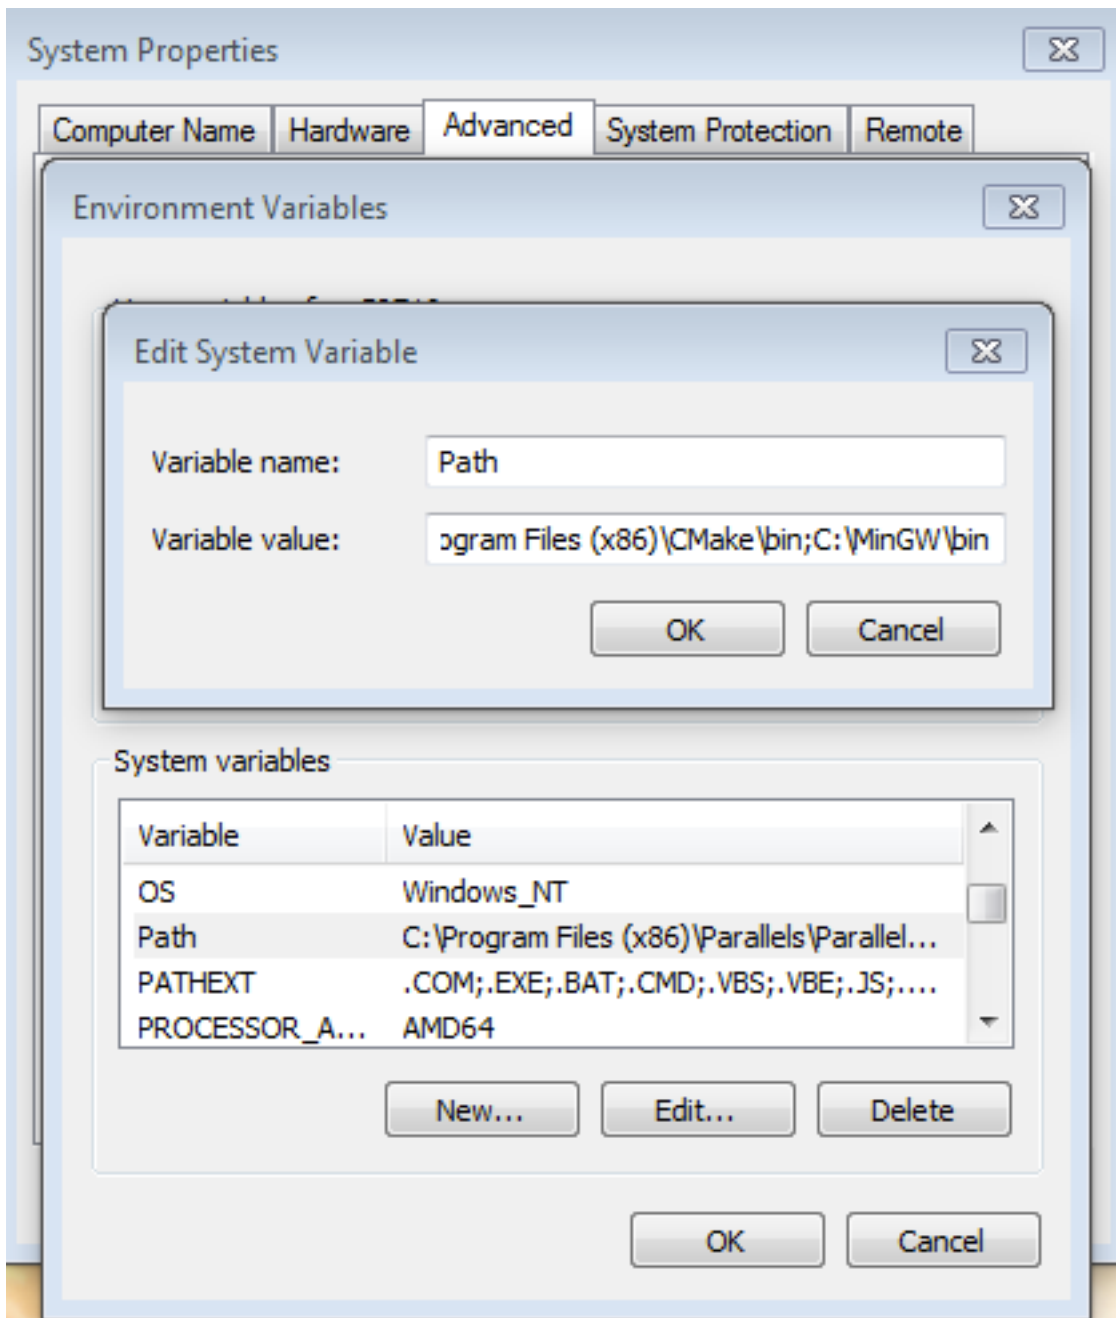 System Properties
Computer Name Hardware Advanced System Protection Remote
Environment Variables
Edit System Variable
Variable name: Path
Variable value: ogram Files (x86)\CMake\bin;C:\MinGW\bin
OK Cancel
System variables
Variable Value
OS Windows_NT
Path C:\Program Files (x86)\Parallels\Parallel...
PATHEXT .COM;.EXE;.BAT;.CMD;.VBS;.VBE;.JS;....
PROCESSOR_A... AMD64
New... Edit... Delete
OK Cancel